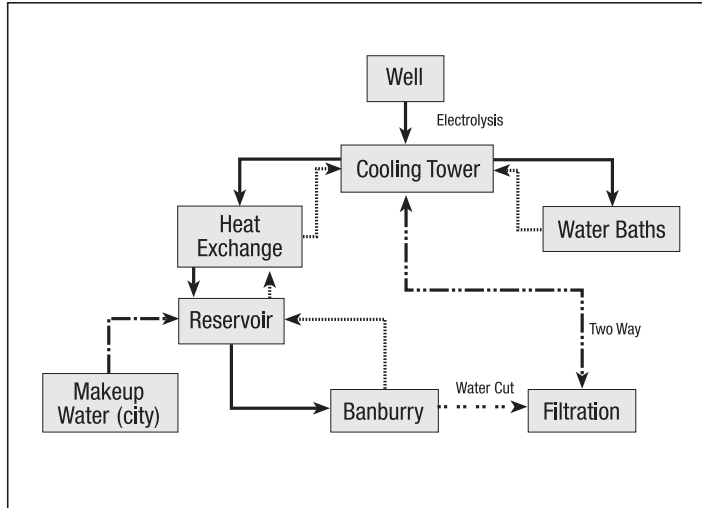 Well
Electrolysis
Cooling Tower
Heat
Exchange
Water Baths
Reservoir
Two Way
Makeup
Water (city)
Water Cut
Banburry
Filtration